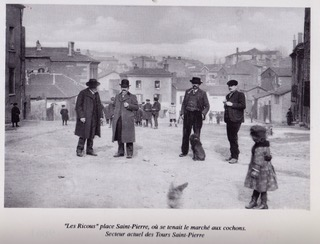 "Les Ricous" place Saint-Pierre, où se tenait le marché aux cochons.
Secteur actuel des Tours Saint-Pierre